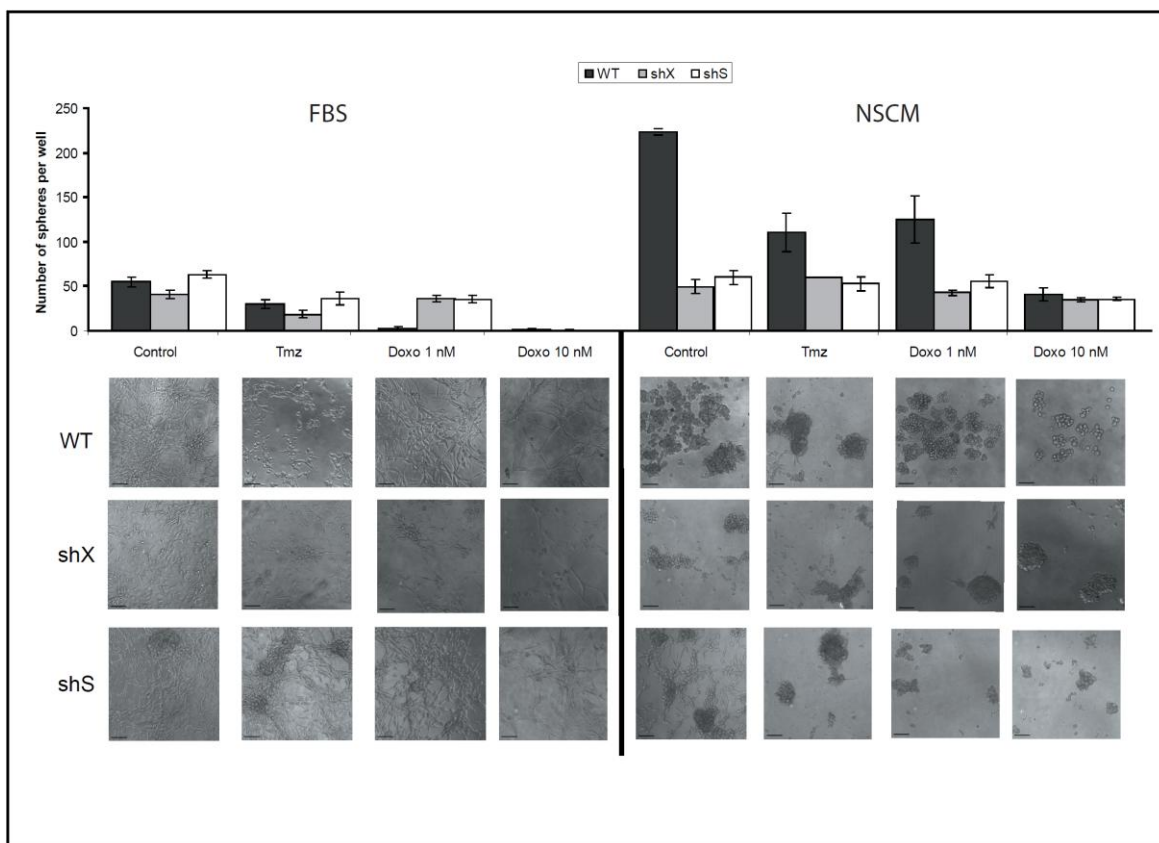 WT shX shS
FBS NSCM
Number of spheres per well
250
200
150
100
50
0
Control Tmz Doxo 1 nM Doxo 10 nM Control Tmz Doxo 1 nM Doxo 10 nM
WT
shX
shS